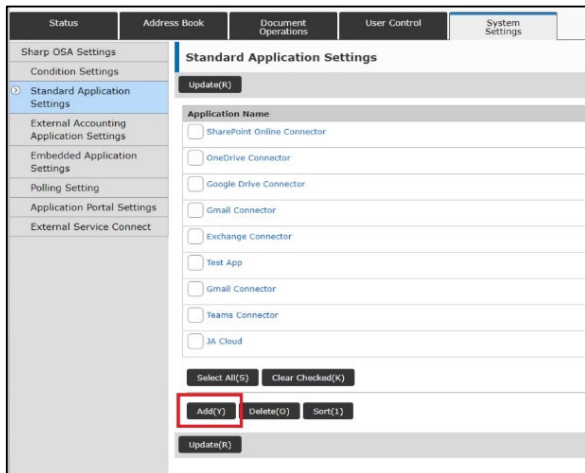 Status
Address Book
Document
Operations
User Control
System
Settings
Sharp OSA Settings
Condition Settings
Standard Application
Settings
External Accounting
Application Settings
Embedded Application
Settings
Polling Setting
Application Portal Settings
External Service Connect
Standard Application Settings
Update(R)
Application Name
SharePoint Online Connector
OneDrive Connector
Google Drive Connector
Gmail Connector
Exchange Connector
Test App
Gmail Connector
Teams Connector
JA Cloud
Select All(S)
Clear Checked(K)
Add(Y)
Delete(O)
Sort(1)
Update(R)